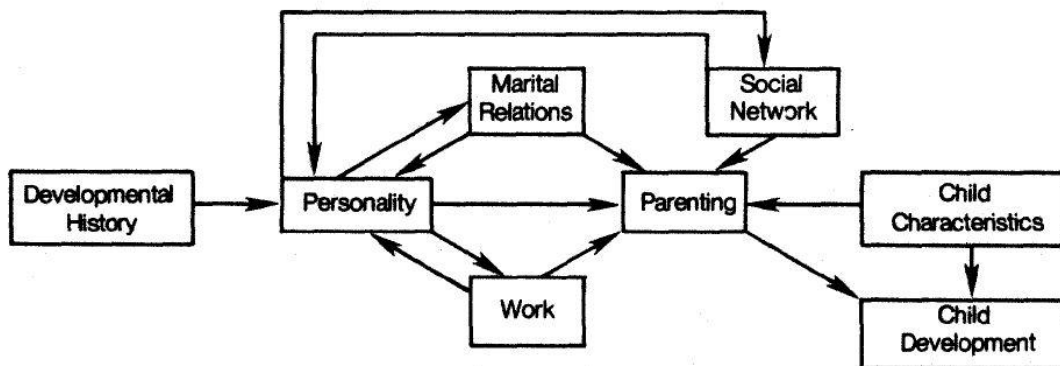 Marital
Relations
Social
Network
Developmental
History
Personality
Parenting
Child
Characteristics
Work
Child
Development